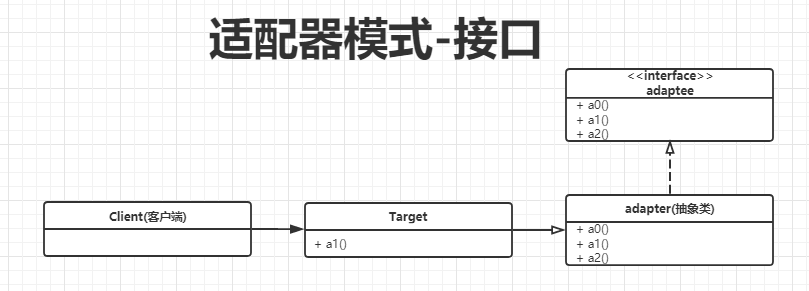 适配器模式-接口
<<interface>>
adaptee
+ a0()
+ a1()
+ a2()
Client(客户端)
Target
+ a1()
adapter(抽象类)
+ a0()
+ a1()
+ a2()